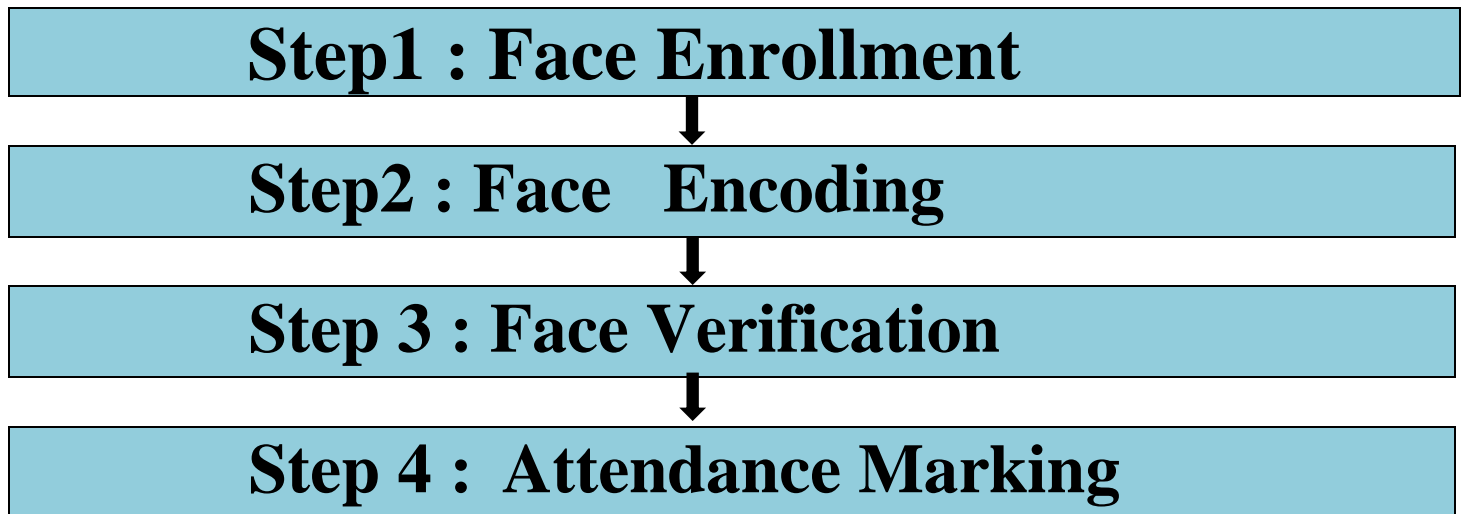 Step1 : Face Enrollment
Step2 : Face Encoding
Step 3 : Face Verification
Step 4 : Attendance Marking